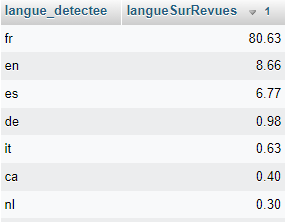 langue_detectee langueSurRevues 1
fr 80.63
en 8.66
es 6.77
de 0.98
it 0.63
ca 0.40
nl 0.30